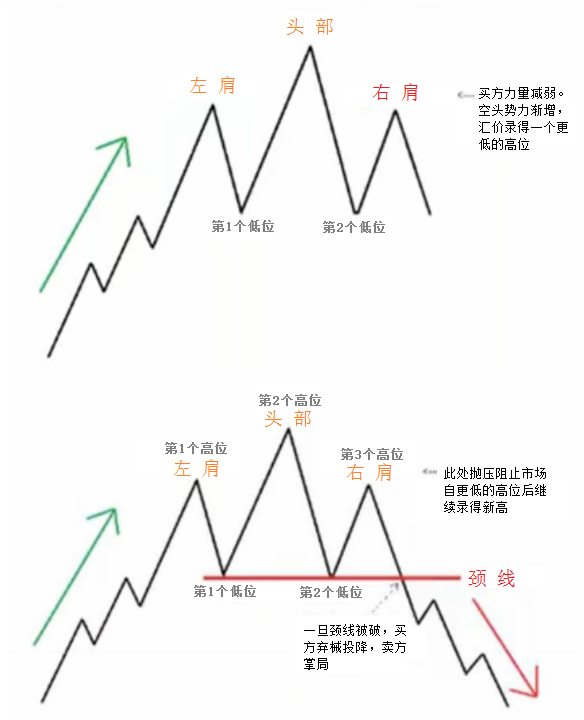 头 部
左 肩
右 肩
买方力量减弱。
空头势力渐增，
汇价录得一个更
低的高位
第1个低位
第2个低位
第2个高位
头 部
第1个高位
左 肩
第3个高位
右 肩
此处抛压阻止市场
自更低的高位后继
续录得新高
颈 线
第1个低位
第2个低位
一旦颈线被破，买
方弃械投降，卖方
掌局